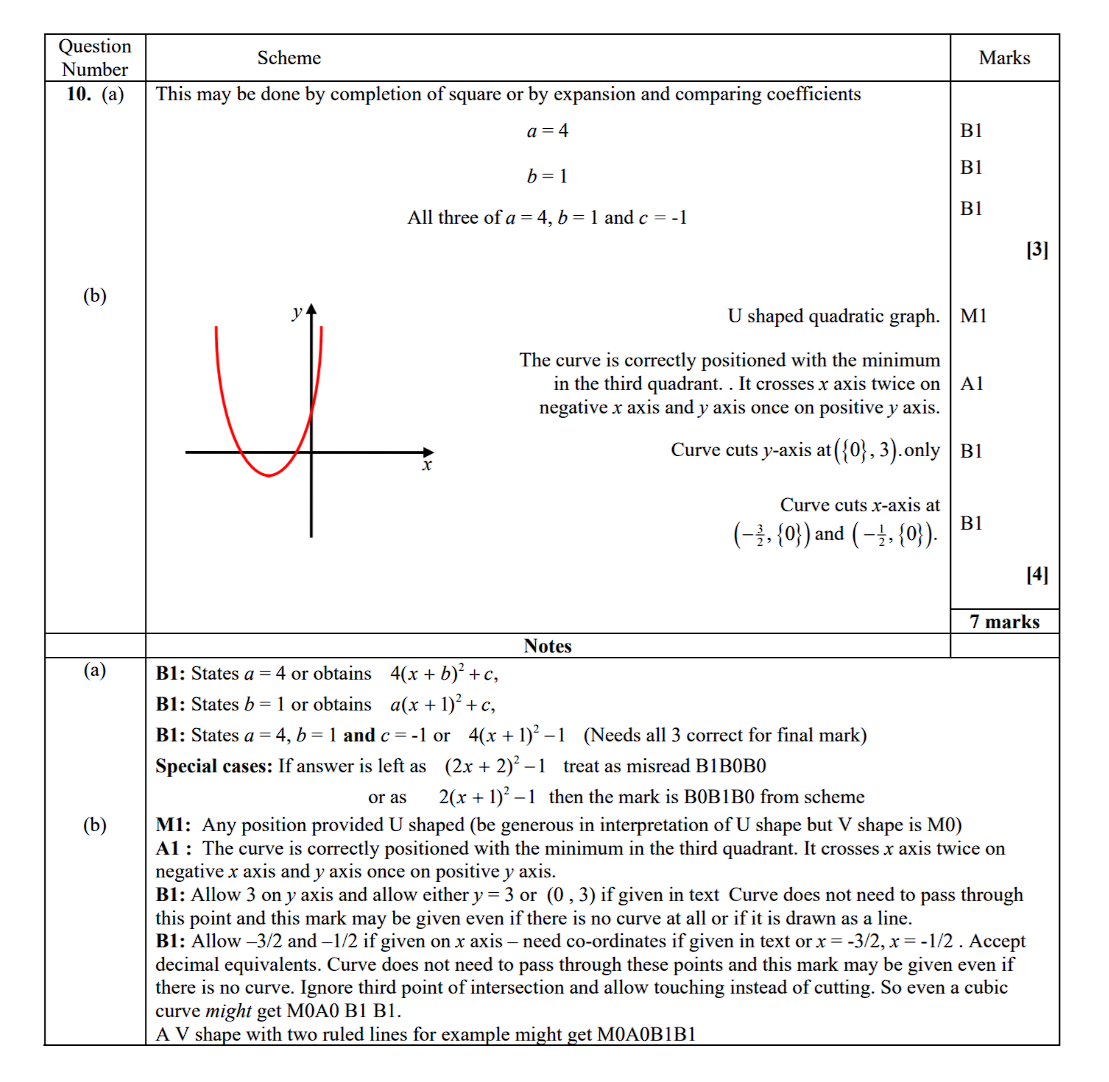 Question Number Scheme Marks
10. (a) This may be done by completion of square or by expansion and comparing coefficients
a = 4 B1
b = 1 B1
All three of a = 4, b = 1 and c = -1 B1
[3]
(b)
y
x
U shaped quadratic graph. M1
The curve is correctly positioned with the minimum
in the third quadrant. . It crosses x axis twice on A1
negative x axis and y axis once on positive y axis.
Curve cuts y-axis at ({0}, 3).only B1
Curve cuts x-axis at
(−3/2, {0}) and (−1/2, {0}). B1
[4]
7 marks
Notes
(a) B1: States a = 4 or obtains 4(x + b)² + c,
B1: States b = 1 or obtains a(x + 1)² + c,
B1: States a = 4, b = 1 and c = -1 or 4(x + 1)² − 1 (Needs all 3 correct for final mark)
Special cases: If answer is left as (2x + 2)² − 1 treat as misread B1B0B0
or as 2(x + 1)² − 1 then the mark is B0B1B0 from scheme
(b) M1: Any position provided U shaped (be generous in interpretation of U shape but V shape is M0)
A1 : The curve is correctly positioned with the minimum in the third quadrant. It crosses x axis twice on
negative x axis and y axis once on positive y axis.
B1: Allow 3 on y axis and allow either y = 3 or (0 , 3) if given in text Curve does not need to pass through
this point and this mark may be given even if there is no curve at all or if it is drawn as a line.
B1: Allow –3/2 and –1/2 if given on x axis – need co-ordinates if given in text or x = -3/2, x = -1/2 . Accept
decimal equivalents. Curve does not need to pass through these points and this mark may be given even if
there is no curve. Ignore third point of intersection and allow touching instead of cutting. So even a cubic
curve might get M0A0 B1 B1.
A V shape with two ruled lines for example might get M0A0B1B1